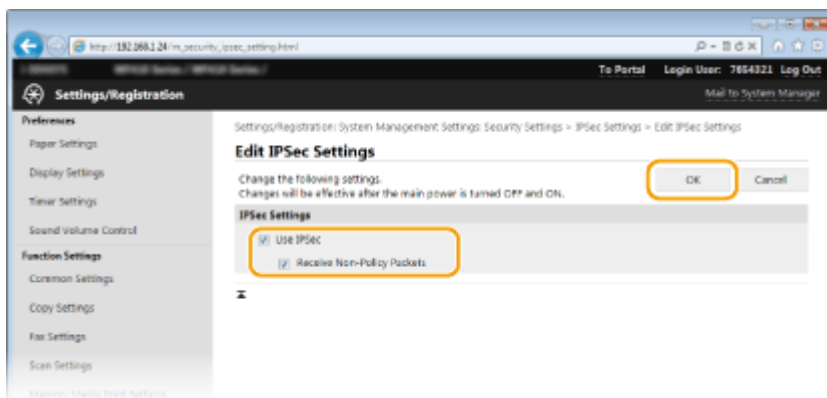 http://192.168.1.24/m_security_ipsec_setting.html
To Portal Login User: 7654321 Log Out
Settings/Registration
Mail to System Manager
Preferences
Paper Settings
Display Settings
Timer Settings
Sound Volume Control
Function Settings
Common Settings
Copy Settings
Fax Settings
Scan Settings
Memory Media Print Settings
Settings/Registration: System Management Settings: Security Settings > IPSec Settings > Edit IPSec Settings
Edit IPSec Settings
Change the following settings.
Changes will be effective after the main power is turned OFF and ON.
OK Cancel
IPSec Settings
Use IPSec
Receive Non-Policy Packets